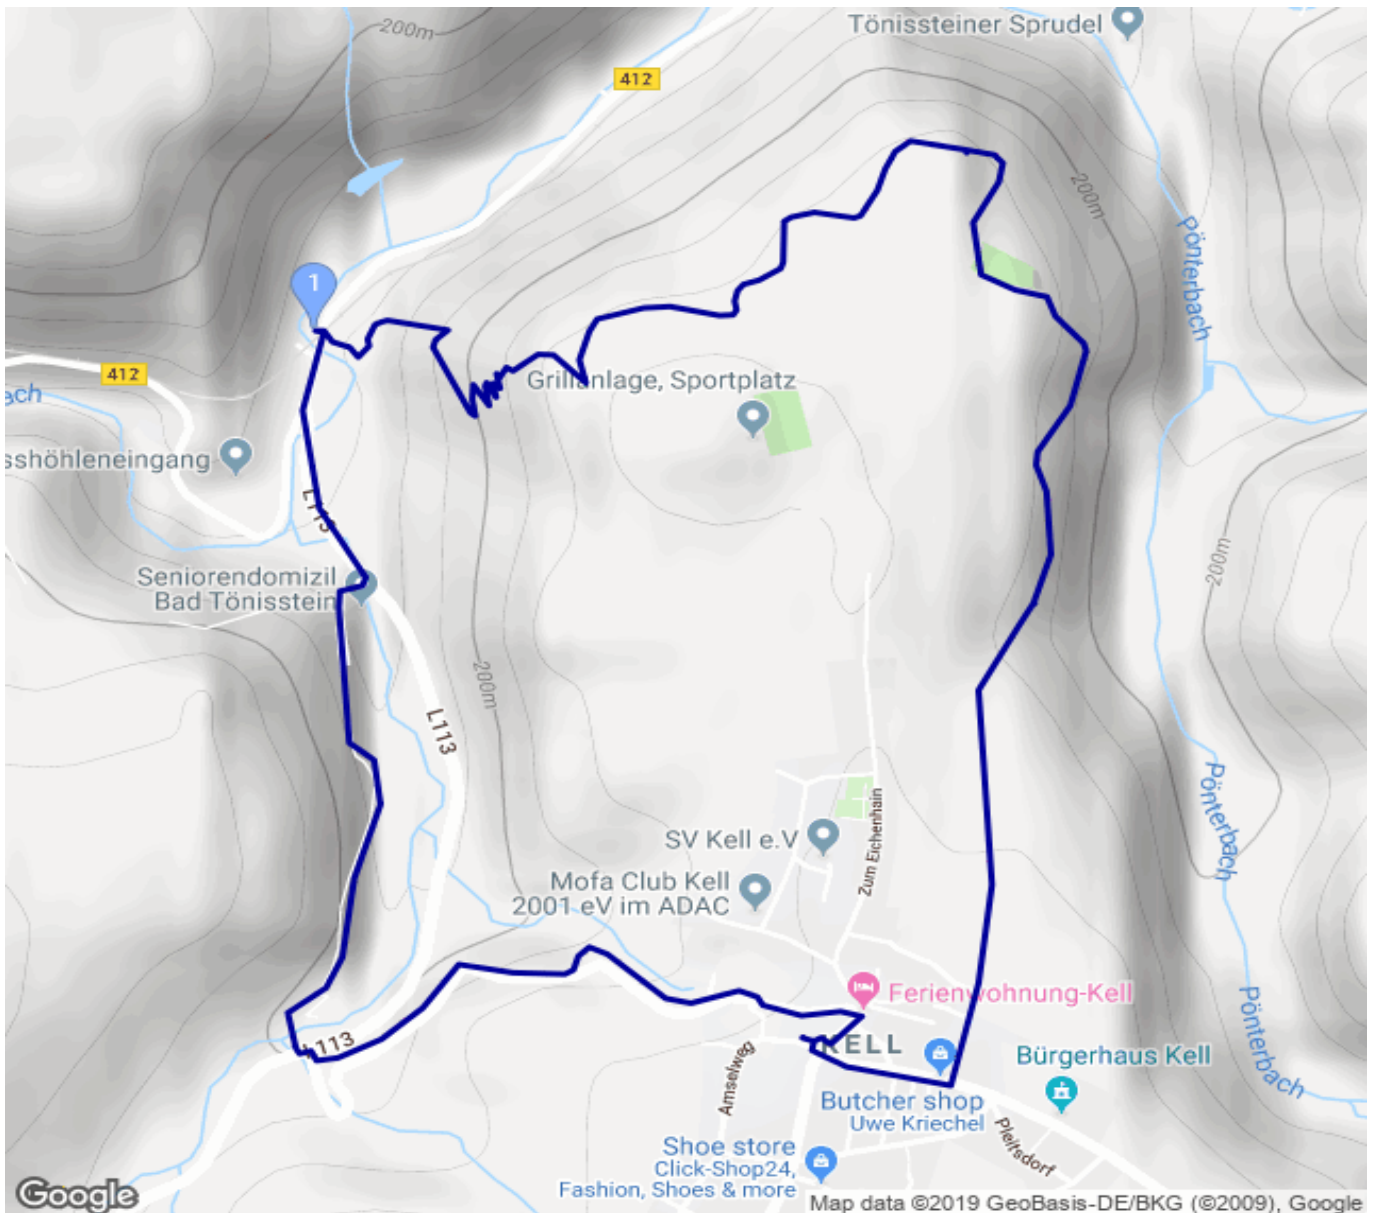 200m
Tönissteiner Sprudel
412
200m
Pönterbach
1
412
ach
Grillanlage, Sportplatz
sshöhleneingang
L113
200m
Seniorendomizil
Bad Tönisstein
200m
L113
Pönterbach
Zum Eichenhain
SV Kell e.V
Mofa Club Kell
2001 eV im ADAC
Ferienwohnung-Kell
Pönterbach
L113
KELL
Bürgerhaus Kell
Amselweg
Butcher shop
Uwe Kriechel
Pleitsdorf
Shoe store
Click-Shop24,
Fashion, Shoes & more
Google
Map data ©2019 GeoBasis-DE/BKG (©2009), Google